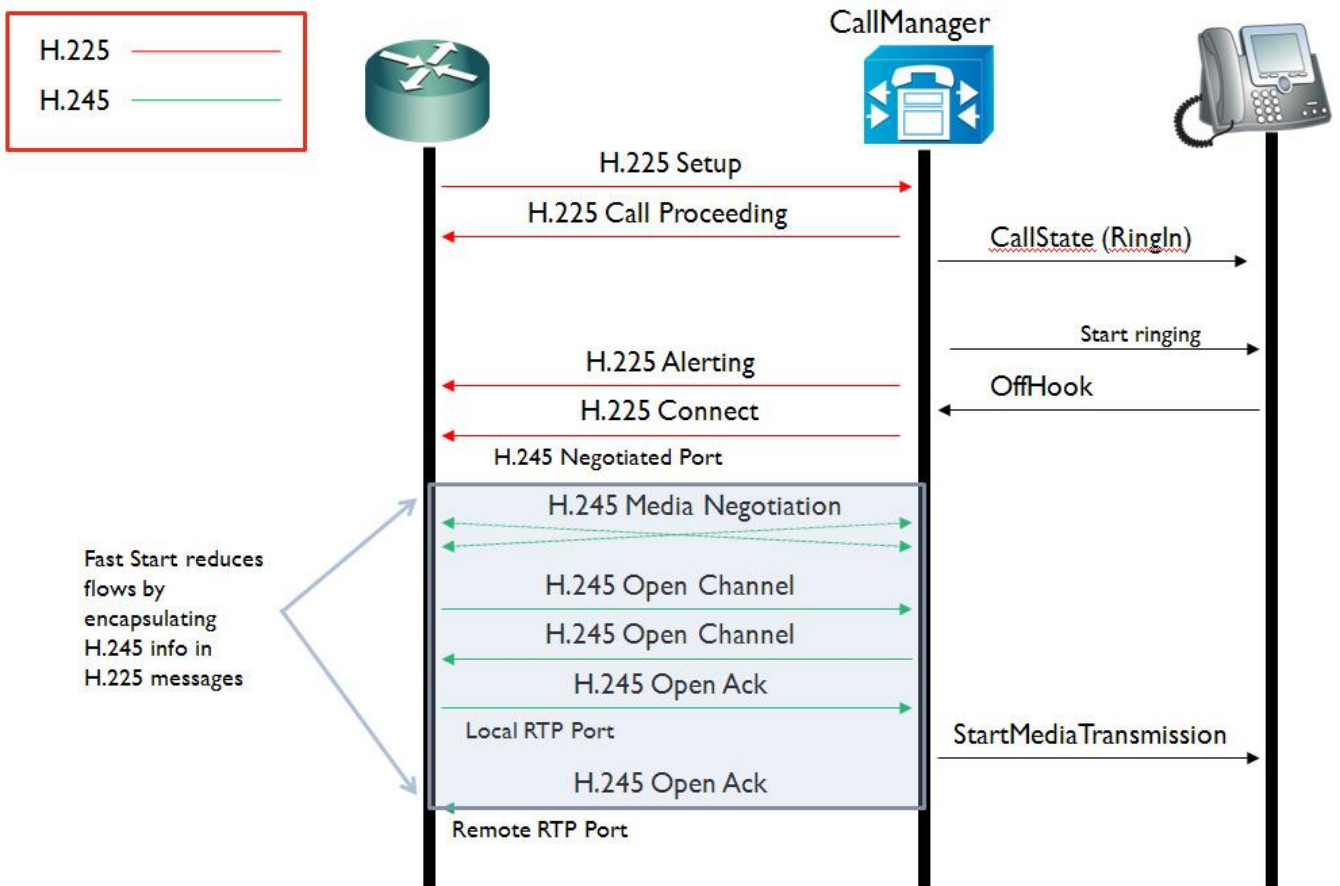 H.225
H.245
CallManager
H.225 Setup
H.225 Call Proceeding
CallState (RingIn)
Start ringing
H.225 Alerting
OffHook
H.225 Connect
H.245 Negotiated Port
H.245 Media Negotiation
Fast Start reduces
flows by
encapsulating
H.245 info in
H.225 messages
H.245 Open Channel
H.245 Open Channel
H.245 Open Ack
Local RTP Port
StartMediaTransmission
H.245 Open Ack
Remote RTP Port